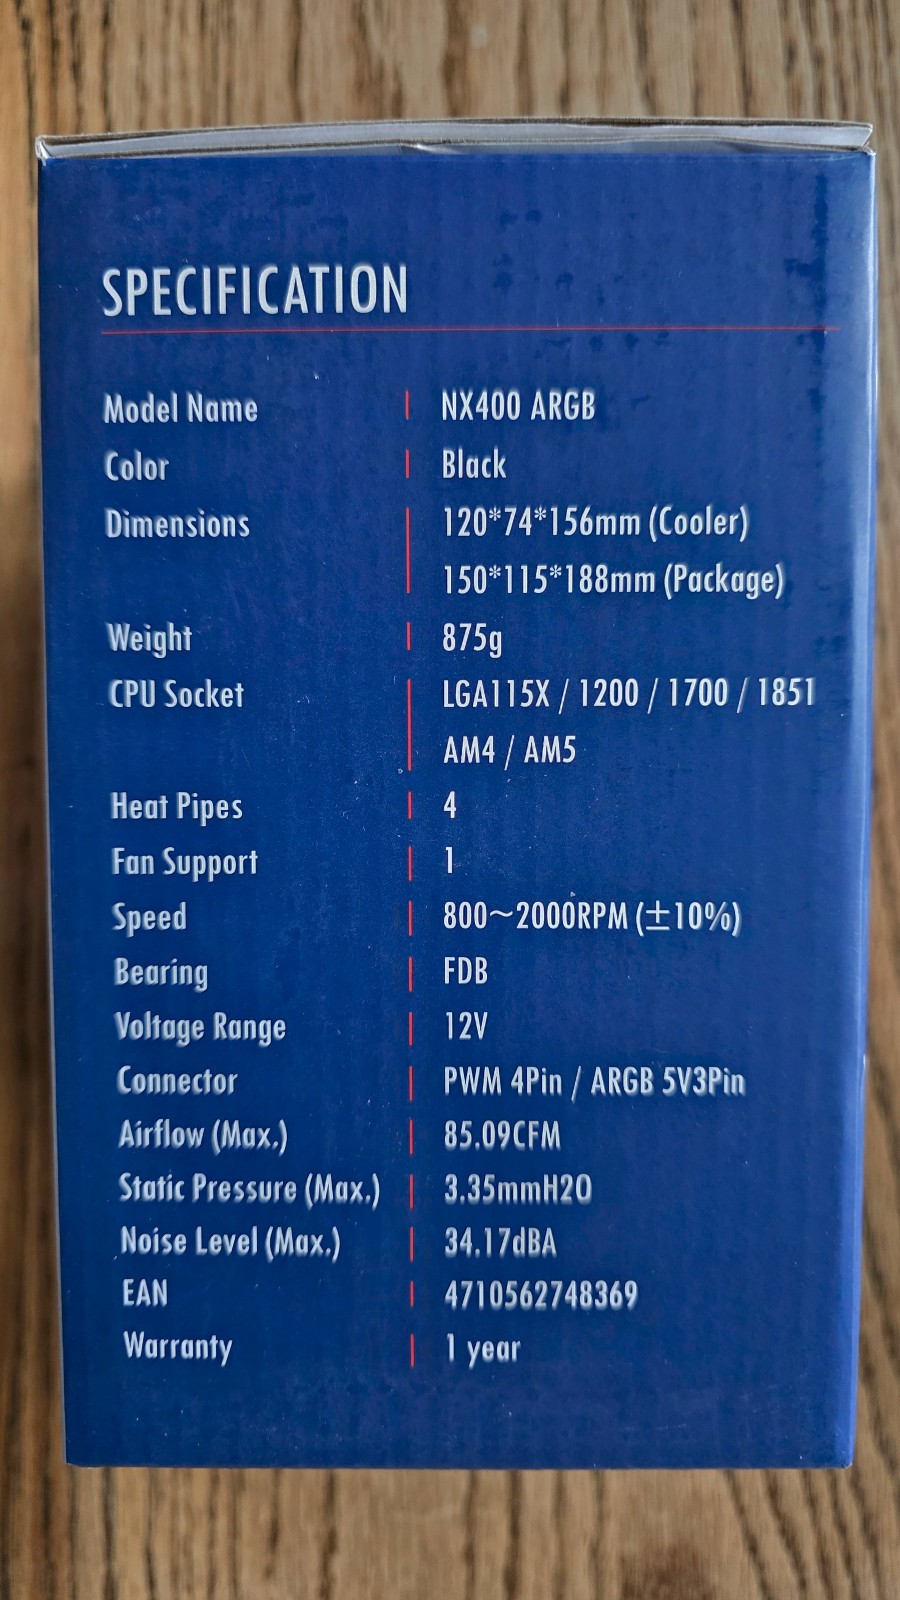 SPECIFICATION
Model Name | NX400 ARGB
Color | Black
Dimensions | 120*74*156mm (Cooler)
150*115*188mm (Package)
Weight | 875g
CPU Socket | LGA115X / 1200 / 1700 / 1851
AM4 / AM5
Heat Pipes | 4
Fan Support | 1
Speed | 800~2000RPM (±10%)
Bearing | FDB
Voltage Range | 12V
Connector | PWM 4Pin / ARGB 5V3Pin
Airflow (Max.) | 85.09CFM
Static Pressure (Max.) | 3.35mmH2O
Noise Level (Max.) | 34.17dBA
EAN | 4710562748369
Warranty | 1 year